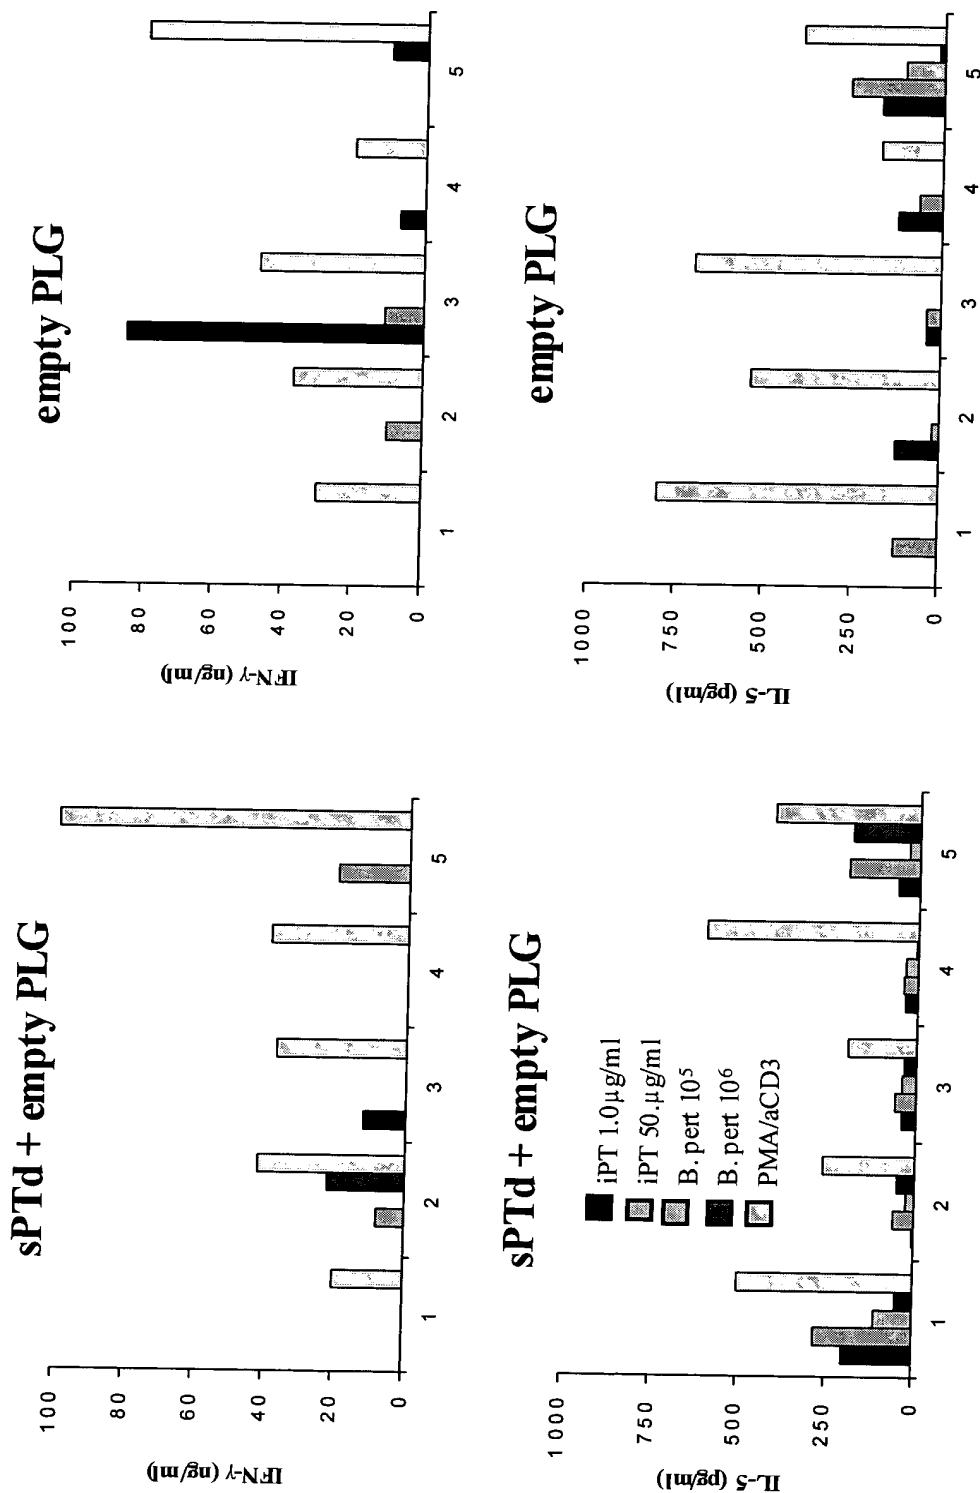 sPTd + empty PLG
IFN-γ (ng/ml)
100
80
60
40
20
0
1 2 3 4 5
empty PLG
IFN-γ (ng/ml)
100
80
60
40
20
0
1 2 3 4 5
sPTd + empty PLG
IL-5 (pg/ml)
1000
750
500
250
0
iPT 1.0µg/ml
iPT 50.µg/ml
B. pert 10⁵
B. pert 10⁶
PMA/aCD3
1 2 3 4 5
empty PLG
IL-5 (pg/ml)
1000
750
500
250
0
1 2 3 4 5